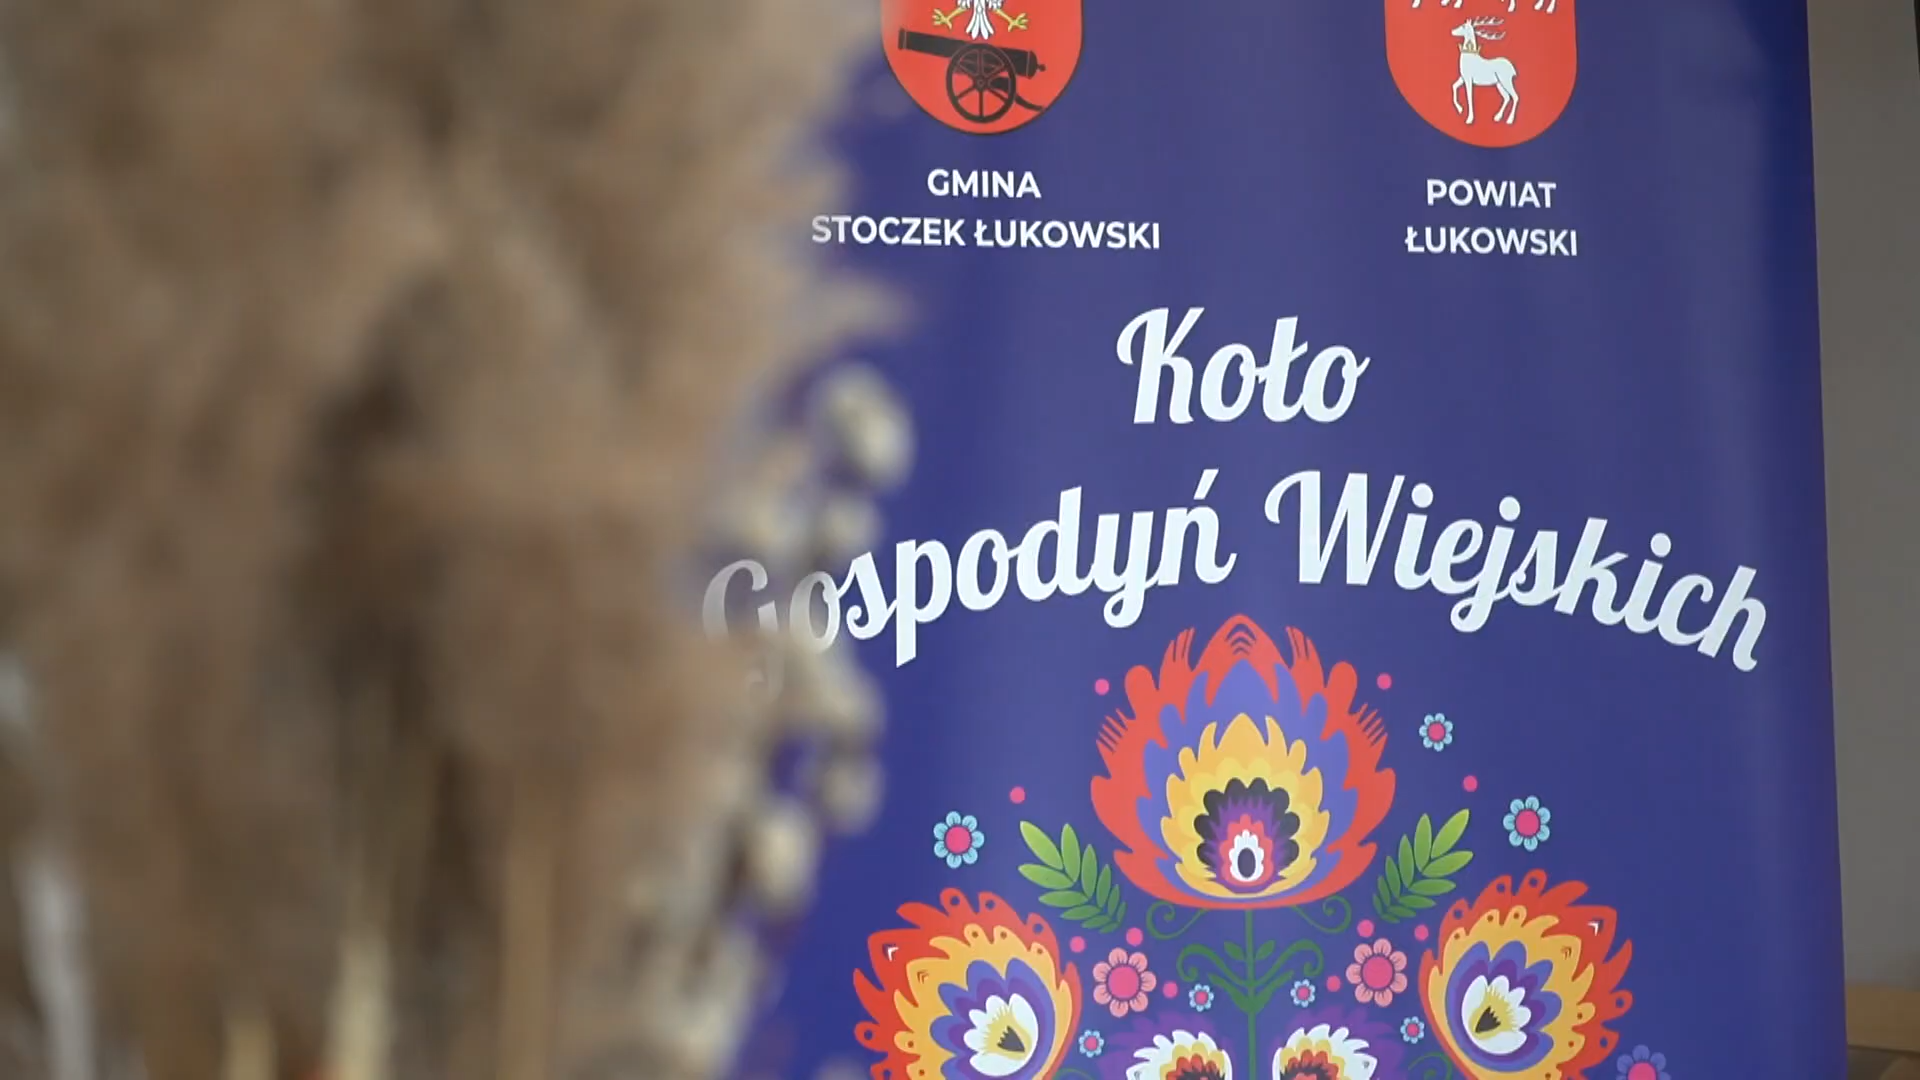 GMINA
STOCZEK ŁUKOWSKI
POWIAT
ŁUKOWSKI
Koło
Gospodyń Wiejskich